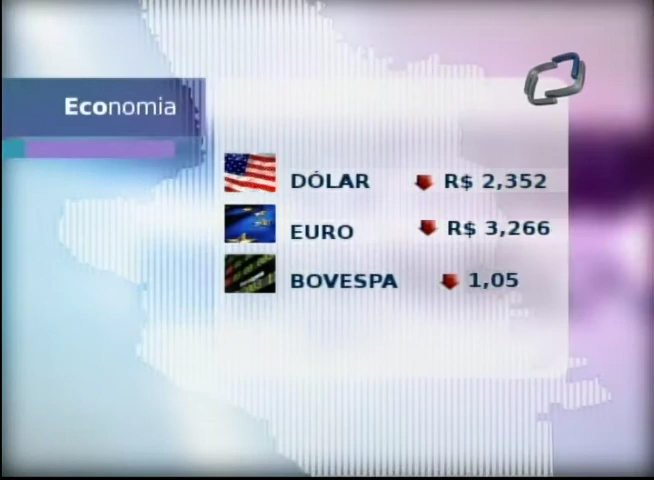 Economia
DÓLAR R$ 2,352
EURO R$ 3,266
BOVESPA 1,05